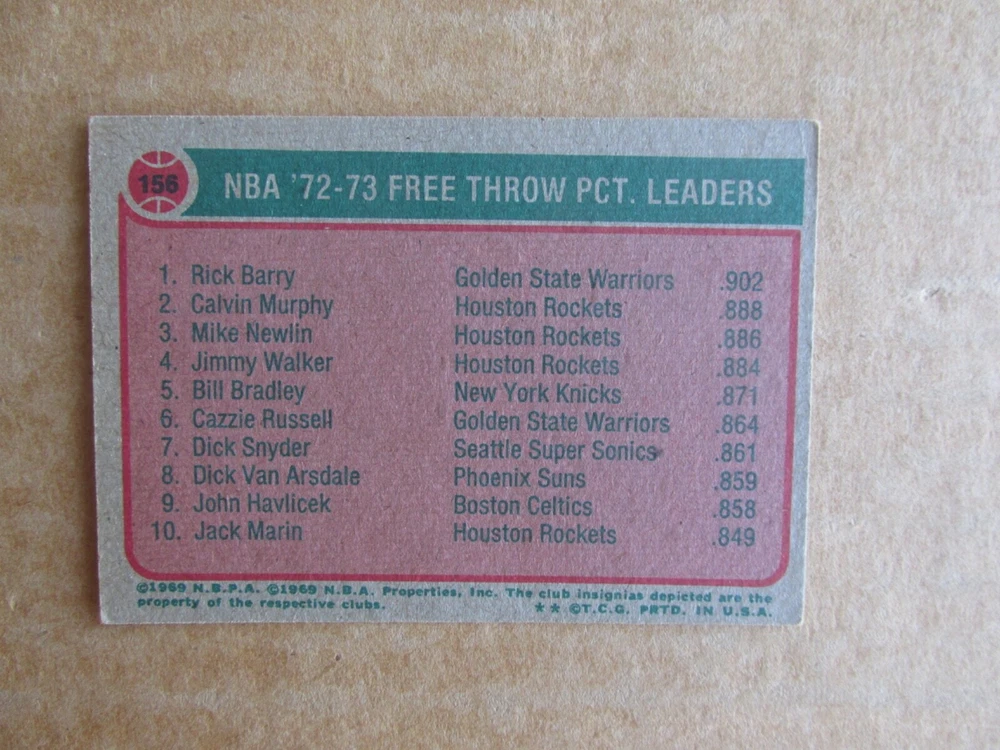 156 NBA '72-73 FREE THROW PCT. LEADERS
1. Rick Barry Golden State Warriors .902
2. Calvin Murphy Houston Rockets .888
3. Mike Newlin Houston Rockets .886
4. Jimmy Walker Houston Rockets .884
5. Bill Bradley New York Knicks .871
6. Cazzie Russell Golden State Warriors .864
7. Dick Snyder Seattle Super Sonics .861
8. Dick Van Arsdale Phoenix Suns .859
9. John Havlicek Boston Celtics .858
10. Jack Marin Houston Rockets .849
©1969 N.B.P.A. ©1969 N.B.A. Properties, Inc. The club insignias depicted are the
property of the respective clubs. ** ©T.C.G. PRTD. IN U.S.A.